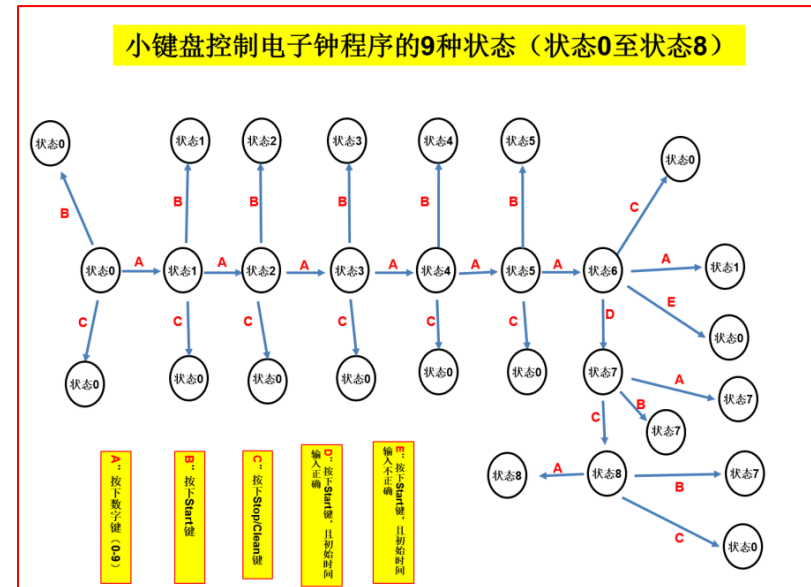 小键盘控制电子钟程序的9种状态（状态0至状态8）
状态0
状态1
状态2
状态3
状态4
状态5
状态0
B
B
B
B
B
B
C
状态0
A
状态1
A
状态2
A
状态3
A
状态4
A
状态5
A
状态6
A
状态1
E
状态0
C
C
C
C
C
C
D
状态0
状态0
状态0
状态0
状态0
状态0
状态7
A
状态7
B
状态7
C
状态8
A
状态8
B
状态7
C
状态0
A：按下数字键（0-9）
B：按下Start键
C：按下Stop/Clean键
D：按下Start键，且初始时间
输入正确
E：按下Start键，且初始时间
输入不正确